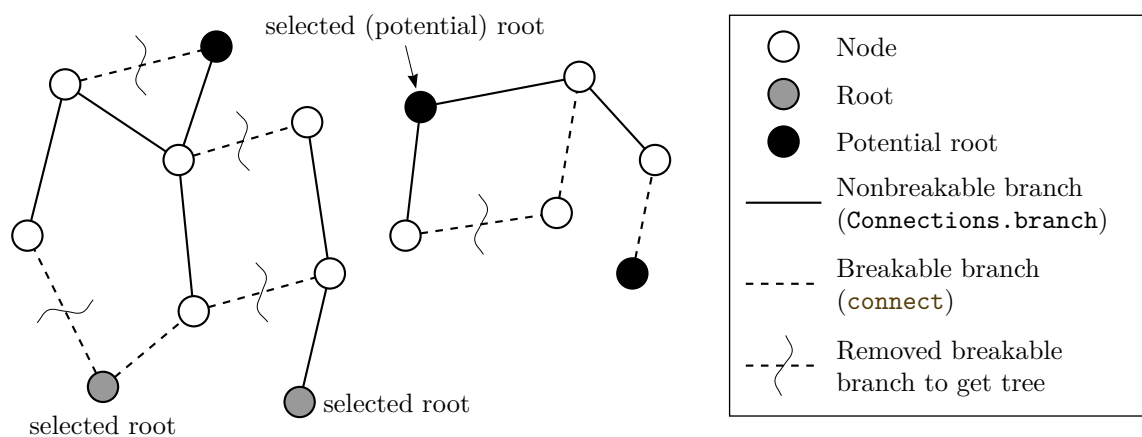 selected (potential) root
selected root
selected root
Node
Root
Potential root
Nonbreakable branch
(Connections.branch)
Breakable branch
(connect)
Removed breakable
branch to get tree